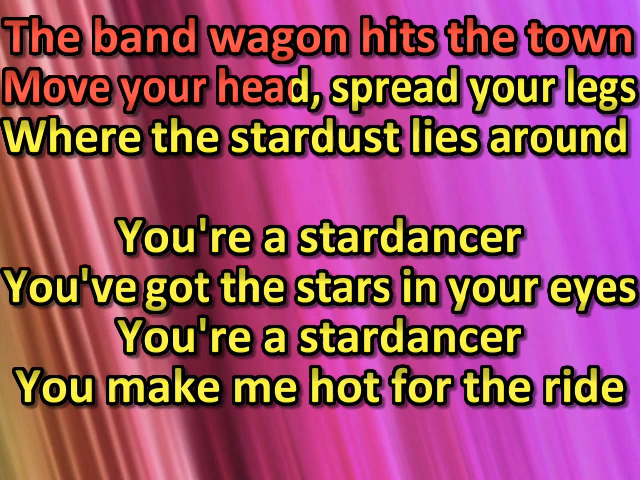 The band wagon hits the town
Move your head, spread your legs
Where the stardust lies around
You're a stardancer
You've got the stars in your eyes
You're a stardancer
You make me hot for the ride